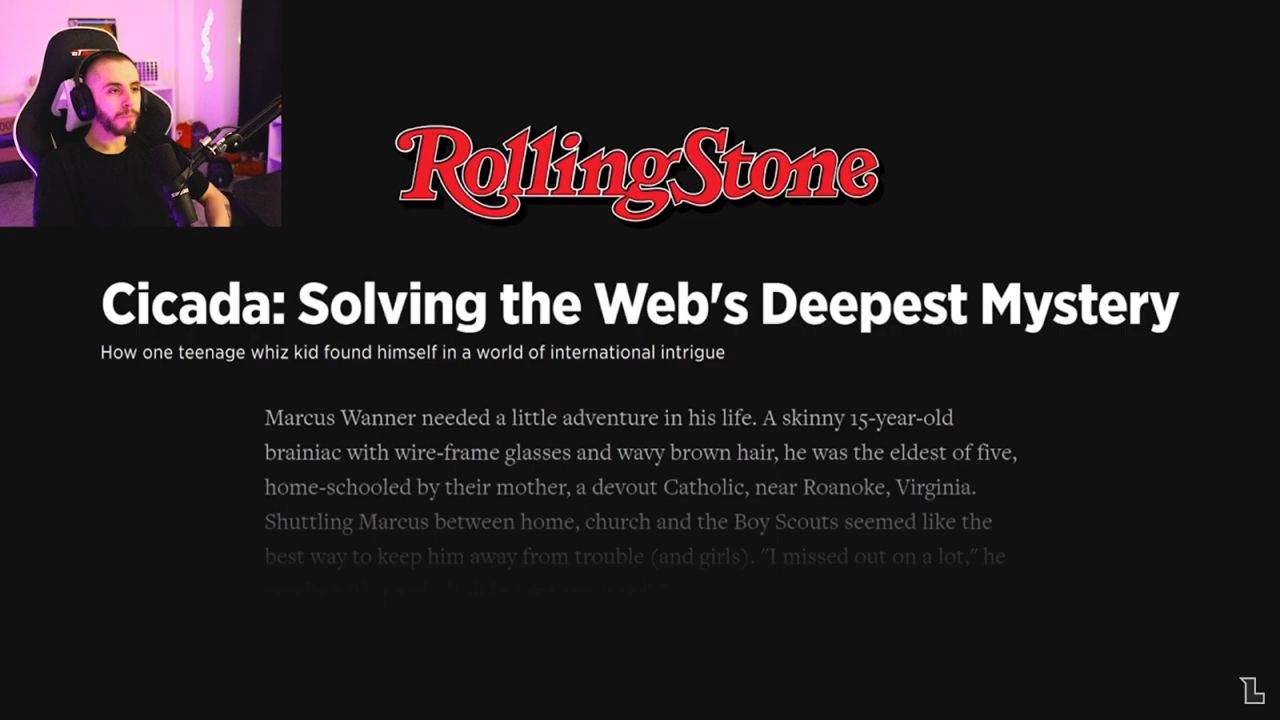 RollingStone
Cicada: Solving the Web's Deepest Mystery
How one teenage whiz kid found himself in a world of international intrigue
Marcus Wanner needed a little adventure in his life. A skinny 15-year-old
brainiac with wire-frame glasses and wavy brown hair, he was the eldest of five,
home-schooled by their mother, a devout Catholic, near Roanoke, Virginia.
Shuttling Marcus between home, church and the Boy Scouts seemed like the
best way to keep him away from trouble (and girls). "I missed out on a lot," he